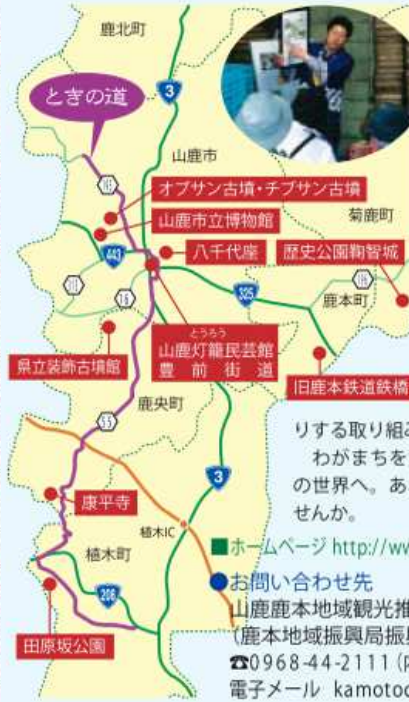 鹿北町
3
ときの道
山鹿市
オブサン古墳・チブサン古墳
山鹿市立博物館
菊鹿町
八千代座
歴史公園鞠智城
443
325
鹿本町
16
とうろう
山鹿灯籠民芸館
豊前街道
県立装飾古墳館
旧鹿本鉄道鉄橋
鹿央町
55
りする取り組み
わがまちを
の世界へ。あ
せんか。
3
康平寺
植木IC
植木町
■ホームページ http://ww
208
●お問い合わせ先
山鹿鹿本地域観光推
(鹿本地域振興局振
田原坂公園
☎0968-44-2111(内
電子メール kamotoc